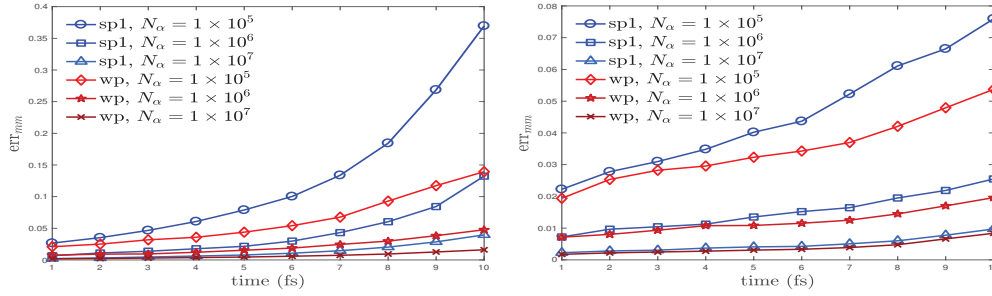 0.4
0.35
0.3
0.25
0.2
0.15
0.1
0.05
0
err_mm
sp1, N_α = 1 × 10^5
sp1, N_α = 1 × 10^6
sp1, N_α = 1 × 10^7
wp, N_α = 1 × 10^5
wp, N_α = 1 × 10^6
wp, N_α = 1 × 10^7
1 2 3 4 5 6 7 8 9 10
time (fs)
0.08
0.07
0.06
0.05
0.04
0.03
0.02
0.01
0
err_mm
sp1, N_α = 1 × 10^5
sp1, N_α = 1 × 10^6
sp1, N_α = 1 × 10^7
wp, N_α = 1 × 10^5
wp, N_α = 1 × 10^6
wp, N_α = 1 × 10^7
1 2 3 4 5 6 7 8 9
time (fs)